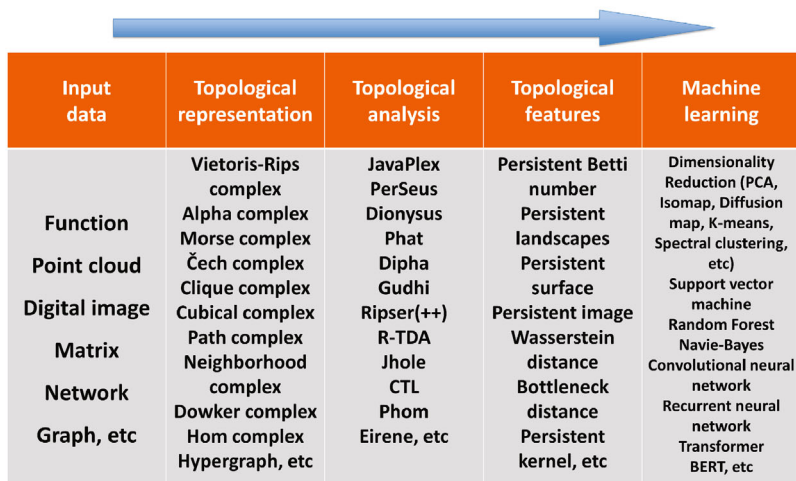 Input
data
Topological
representation
Topological
analysis
Topological
features
Machine
learning
Function
Point cloud
Digital image
Matrix
Network
Graph, etc
Vietoris-Rips
complex
Alpha complex
Morse complex
Čech complex
Clique complex
Cubical complex
Path complex
Neighborhood
complex
Dowker complex
Hom complex
Hypergraph, etc
JavaPlex
PerSeus
Dionysus
Phat
Dipha
Gudhi
Ripser(++)
R-TDA
Jhole
CTL
Phom
Eirene, etc
Persistent Betti
number
Persistent
landscapes
Persistent
surface
Persistent image
Wasserstein
distance
Bottleneck
distance
Persistent
kernel, etc
Dimensionality
Reduction (PCA,
Isomap, Diffusion
map, K-means,
Spectral clustering,
etc)
Support vector
machine
Random Forest
Navie-Bayes
Convolutional neural
network
Recurrent neural
network
Transformer
BERT, etc